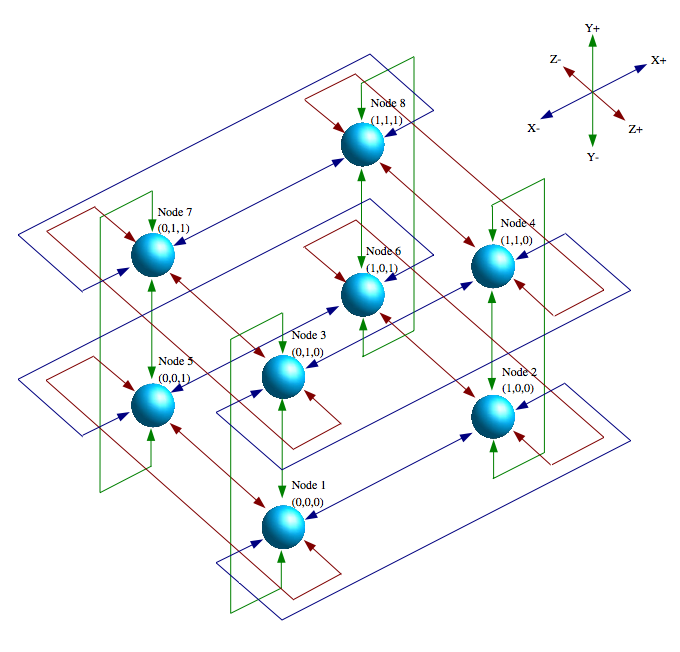 Y+
Z-
X+
X-
Z+
Y-
Node 8
(1,1,1)
Node 7
(0,1,1)
Node 4
(1,1,0)
Node 6
(1,0,1)
Node 3
(0,1,0)
Node 5
(0,0,1)
Node 2
(1,0,0)
Node 1
(0,0,0)